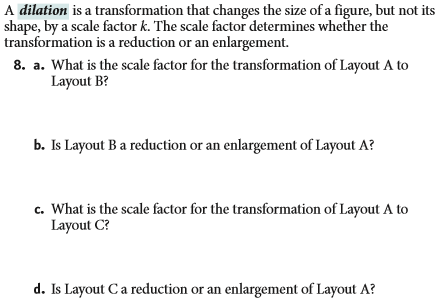 A dilation is a transformation that changes the size of a figure, but not its
shape, by a scale factor k. The scale factor determines whether the
transformation is a reduction or an enlargement.
8. a. What is the scale factor for the transformation of Layout A to
Layout B?
b. Is Layout B a reduction or an enlargement of Layout A?
c. What is the scale factor for the transformation of Layout A to
Layout C?
d. Is Layout C a reduction or an enlargement of Layout A?